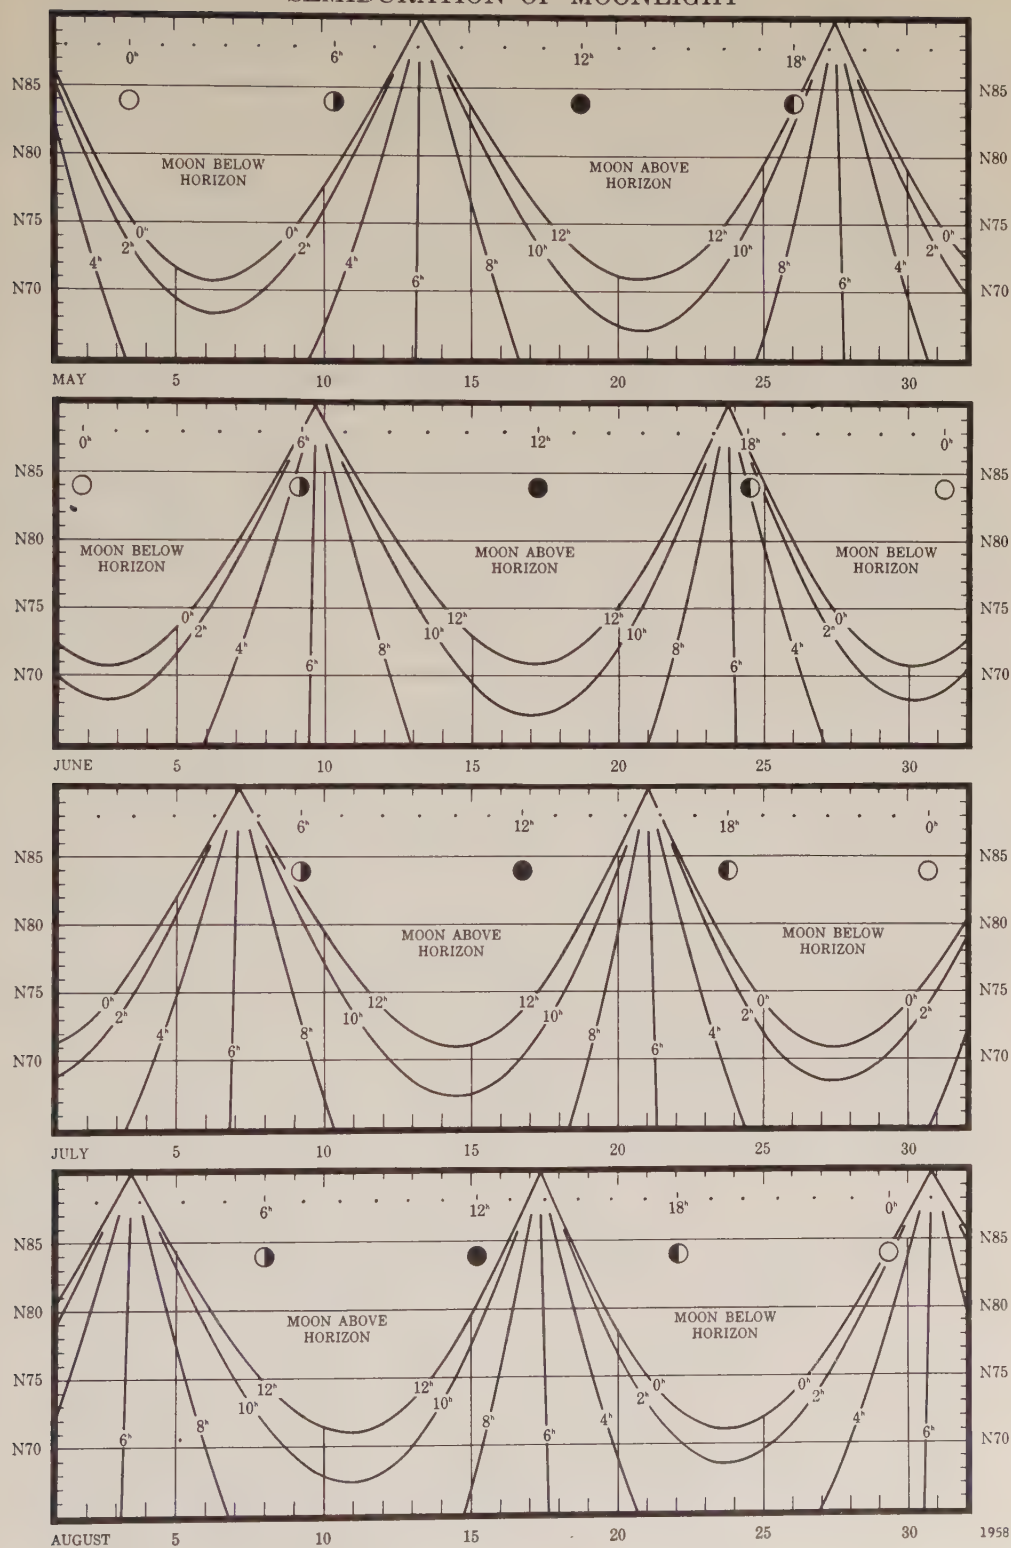 SEMIDURATION OF MOONLIGHT
0ʰ 6ʰ 12ʰ 18ʰ
N85 N85
N80 MOON BELOW HORIZON MOON ABOVE HORIZON N80
N75 0ʰ 0ʰ 12ʰ 12ʰ 0ʰ N75
2ʰ 2ʰ 10ʰ 10ʰ 2ʰ
4ʰ 4ʰ 8ʰ 8ʰ 4ʰ
N70 6ʰ 6ʰ N70
MAY 5 10 15 20 25 30
0ʰ 6ʰ 12ʰ 18ʰ 0ʰ
N85 N85
N80 N80
MOON BELOW HORIZON MOON ABOVE HORIZON MOON BELOW HORIZON
N75 0ʰ 12ʰ 12ʰ 0ʰ N75
2ʰ 10ʰ 10ʰ 2ʰ
4ʰ 8ʰ 8ʰ 4ʰ
N70 6ʰ 6ʰ N70
JUNE 5 10 15 20 25 30
6ʰ 12ʰ 18ʰ 0ʰ
N85 N85
N80 N80
MOON ABOVE HORIZON MOON BELOW HORIZON
N75 0ʰ 12ʰ 12ʰ 0ʰ 0ʰ N75
2ʰ 10ʰ 10ʰ 2ʰ 2ʰ
4ʰ 8ʰ 8ʰ 4ʰ
N70 6ʰ 6ʰ N70
JULY 5 10 15 20 25 30
6ʰ 12ʰ 18ʰ 0ʰ
N85 N85
N80 N80
MOON ABOVE HORIZON MOON BELOW HORIZON
N75 12ʰ 12ʰ 0ʰ 0ʰ N75
10ʰ 10ʰ 2ʰ 2ʰ
8ʰ 8ʰ 4ʰ 4ʰ
N70 6ʰ 6ʰ 6ʰ N70
AUGUST 5 10 15 20 25 30 1958